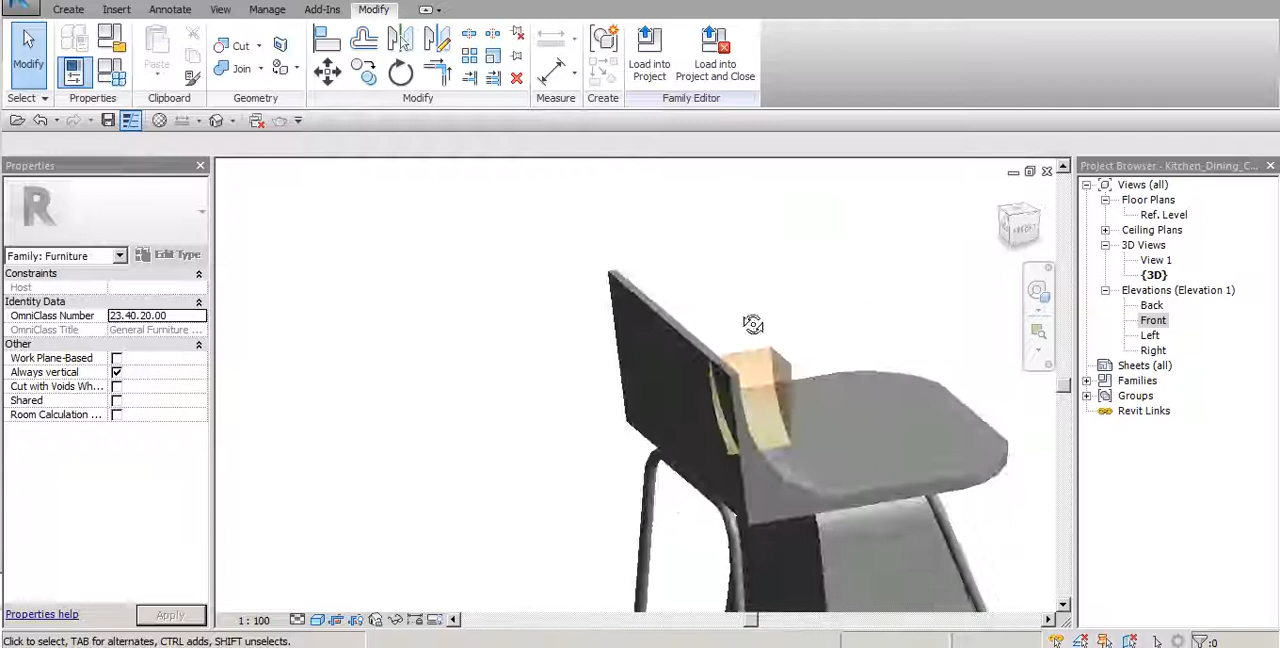 Create Insert Annotate View Manage Add-Ins Modify
Modify
Select
Properties
Paste
Clipboard
Cut
Join
Geometry
Modify
Measure
Create
Load into
Project
Load into
Project and Close
Family Editor
Properties
R
Family: Furniture
Edit Type
Constraints
Host
Identity Data
OmniClass Number 23.40.20.00
OmniClass Title General Furniture ...
Other
Work Plane-Based
Always vertical
Cut with Voids Wh...
Shared
Room Calculation ...
Properties help
Apply
1 : 100
Project Browser - Kitchen_Dining_C...
Views (all)
Floor Plans
Ref. Level
Ceiling Plans
3D Views
View 1
{3D}
Elevations (Elevation 1)
Back
Front
Left
Right
Sheets (all)
Families
Groups
Revit Links
Click to select, TAB for alternates, CTRL adds, SHIFT unselects.
:0